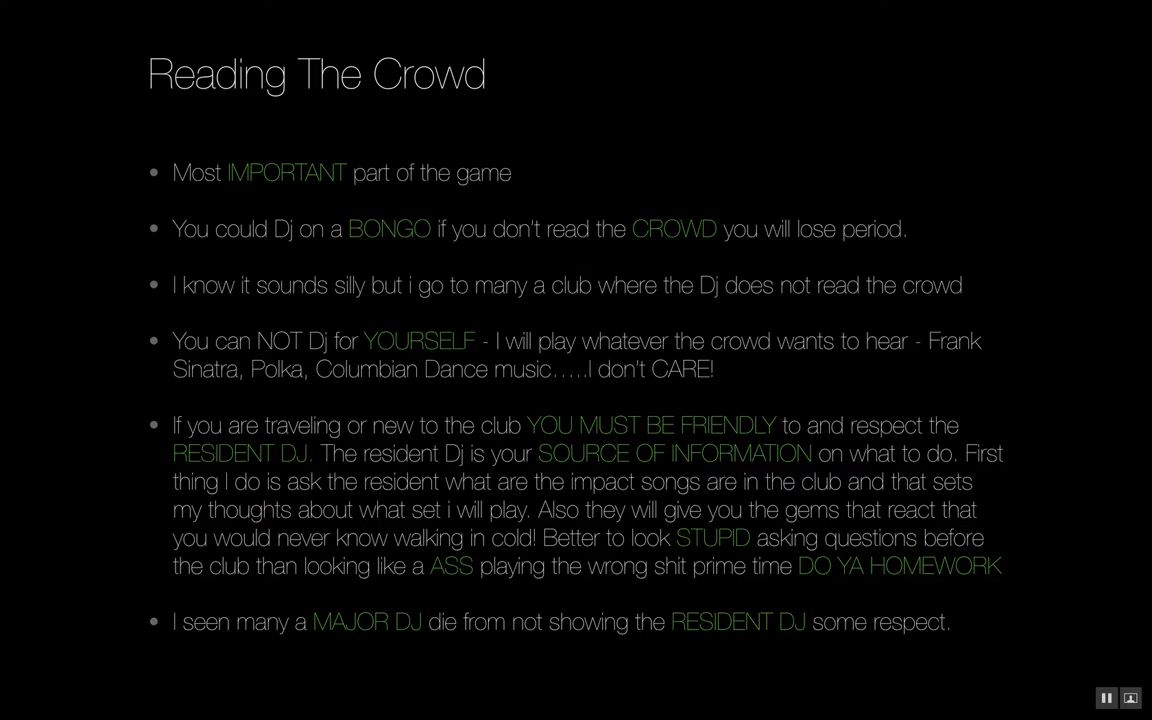 Reading The Crowd
• Most IMPORTANT part of the game
• You could Dj on a BONGO if you don't read the CROWD you will lose period.
• I know it sounds silly but i go to many a club where the Dj does not read the crowd
• You can NOT Dj for YOURSELF - I will play whatever the crowd wants to hear - Frank
Sinatra, Polka, Columbian Dance music…..I don't CARE!
• If you are traveling or new to the club YOU MUST BE FRIENDLY to and respect the
RESIDENT DJ. The resident Dj is your SOURCE OF INFORMATION on what to do. First
thing I do is ask the resident what are the impact songs are in the club and that sets
my thoughts about what set i will play. Also they will give you the gems that react that
you would never know walking in cold! Better to look STUPID asking questions before
the club than looking like a ASS playing the wrong shit prime time DO YA HOMEWORK
• I seen many a MAJOR DJ die from not showing the RESIDENT DJ some respect.